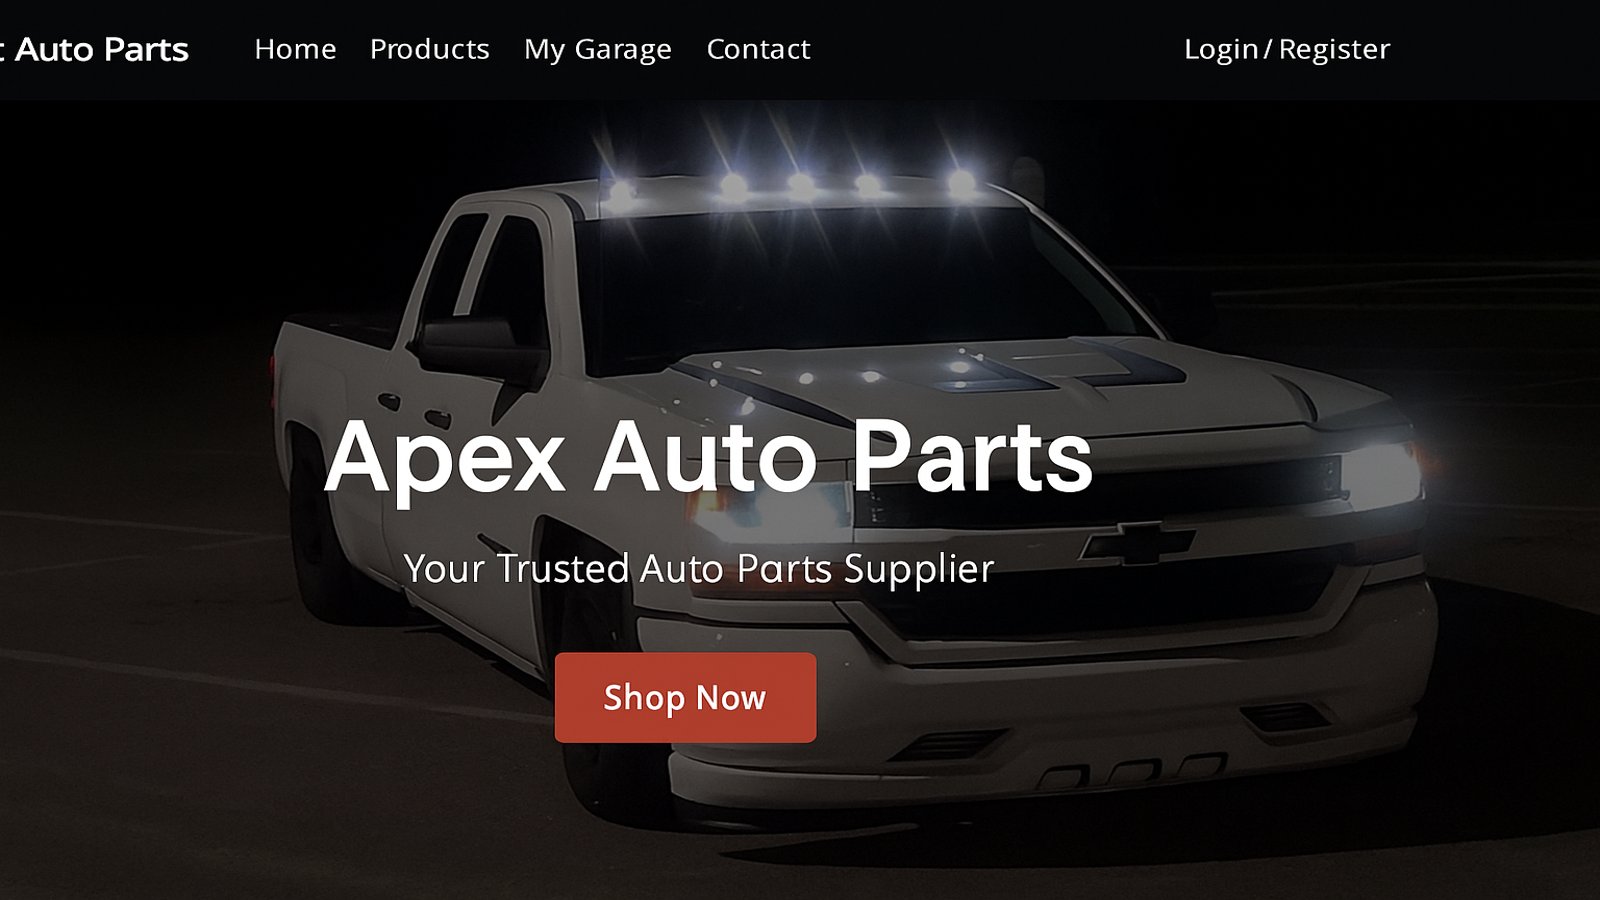 Auto Parts
Home
Products
My Garage
Contact
Login / Register
Apex Auto Parts
Your Trusted Auto Parts Supplier
Shop Now